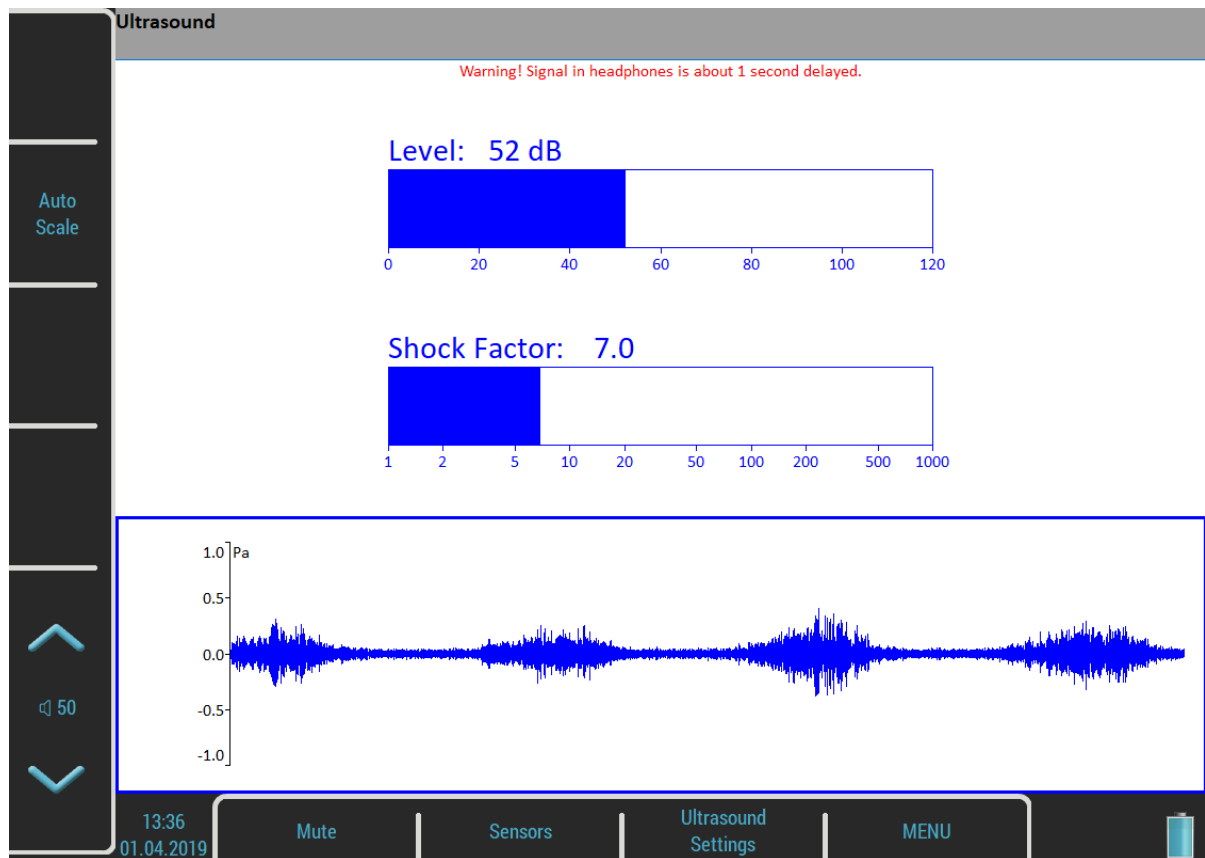 Ultrasound
Warning! Signal in headphones is about 1 second delayed.
Auto
Scale
Level: 52 dB
0 20 40 60 80 100 120
Shock Factor: 7.0
1 2 5 10 20 50 100 200 500 1000
1.0 Pa
0.5
0.0
-0.5
-1.0
50
13:36
01.04.2019
Mute
Sensors
Ultrasound
Settings
MENU